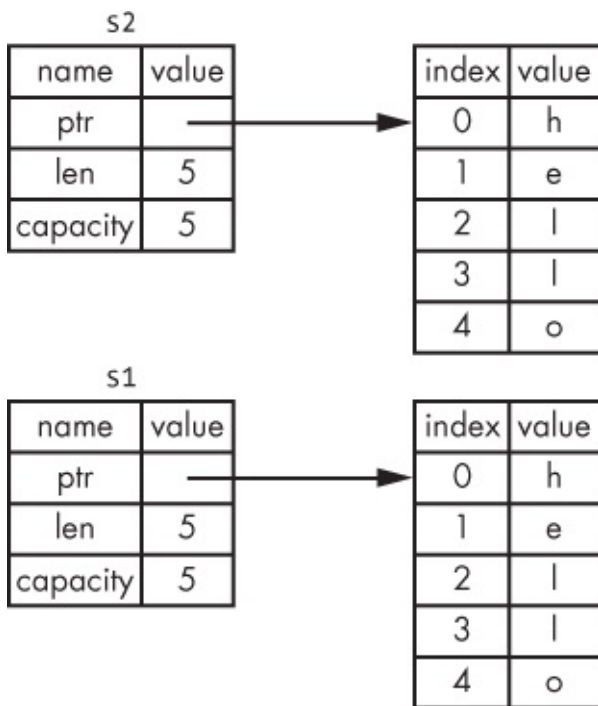 s2
name value index value
ptr 0 h
len 5 1 e
capacity 5 2 l
3 l
4 o
s1
name value index value
ptr 0 h
len 5 1 e
capacity 5 2 l
3 l
4 o